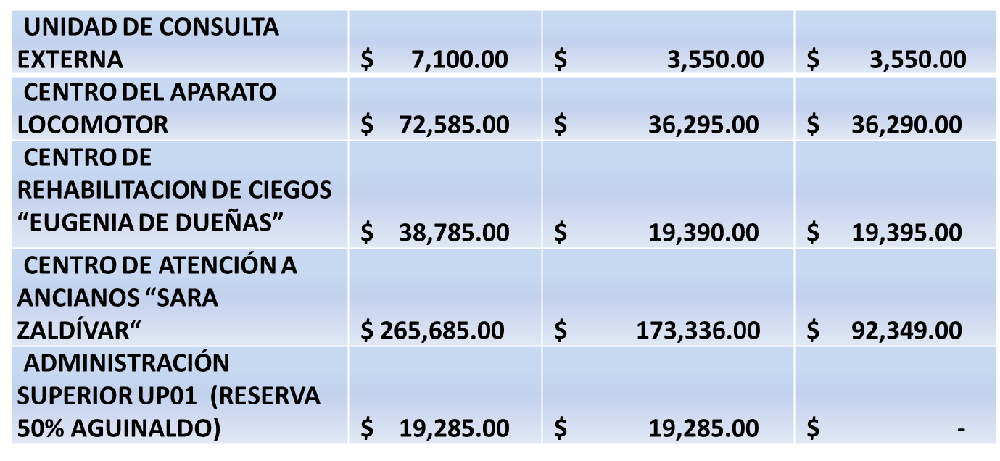 UNIDAD DE CONSULTA
EXTERNA $ 7,100.00 $ 3,550.00 $ 3,550.00
CENTRO DEL APARATO
LOCOMOTOR $ 72,585.00 $ 36,295.00 $ 36,290.00
CENTRO DE
REHABILITACION DE CIEGOS
“EUGENIA DE DUEÑAS” $ 38,785.00 $ 19,390.00 $ 19,395.00
CENTRO DE ATENCIÓN A
ANCIANOS “SARA
ZALDÍVAR“ $ 265,685.00 $ 173,336.00 $ 92,349.00
ADMINISTRACIÓN
SUPERIOR UP01 (RESERVA
50% AGUINALDO) $ 19,285.00 $ 19,285.00 $ -